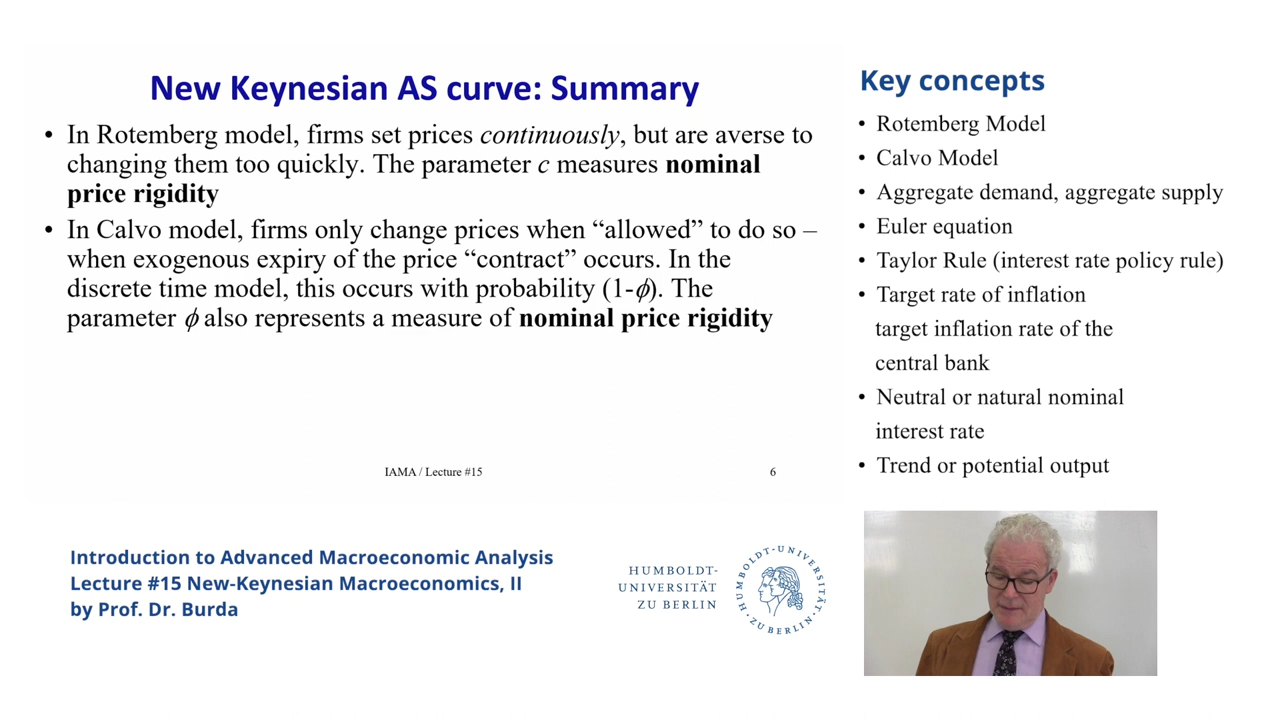 New Keynesian AS curve: Summary
• In Rotemberg model, firms set prices continuously, but are averse to
changing them too quickly. The parameter c measures nominal
price rigidity
• In Calvo model, firms only change prices when “allowed” to do so –
when exogenous expiry of the price “contract” occurs. In the
discrete time model, this occurs with probability (1-ϕ). The
parameter ϕ also represents a measure of nominal price rigidity
IAMA / Lecture #15
6
Key concepts
• Rotemberg Model
• Calvo Model
• Aggregate demand, aggregate supply
• Euler equation
• Taylor Rule (interest rate policy rule)
• Target rate of inflation
target inflation rate of the
central bank
• Neutral or natural nominal
interest rate
• Trend or potential output
Introduction to Advanced Macroeconomic Analysis
Lecture #15 New-Keynesian Macroeconomics, II
by Prof. Dr. Burda
HUMBOLDT-
UNIVERSITÄT
ZU BERLIN
HUMBOLDT-UNIVERSITÄT
ZU BERLIN